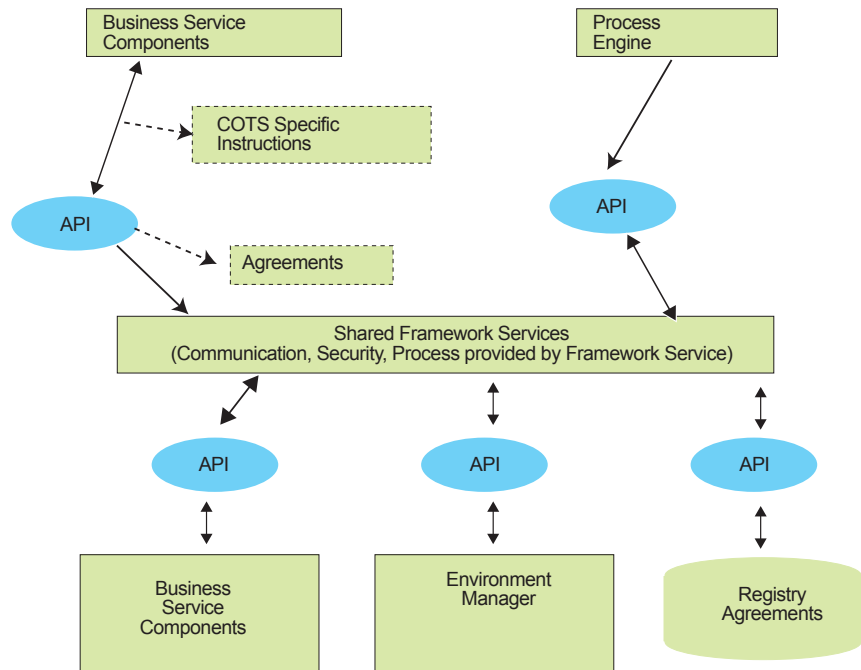 Business Service
Components
Process
Engine
COTS Specific
Instructions
API
API
Agreements
Shared Framework Services
(Communication, Security, Process provided by Framework Service)
API
API
API
Business
Service
Components
Environment
Manager
Registry
Agreements